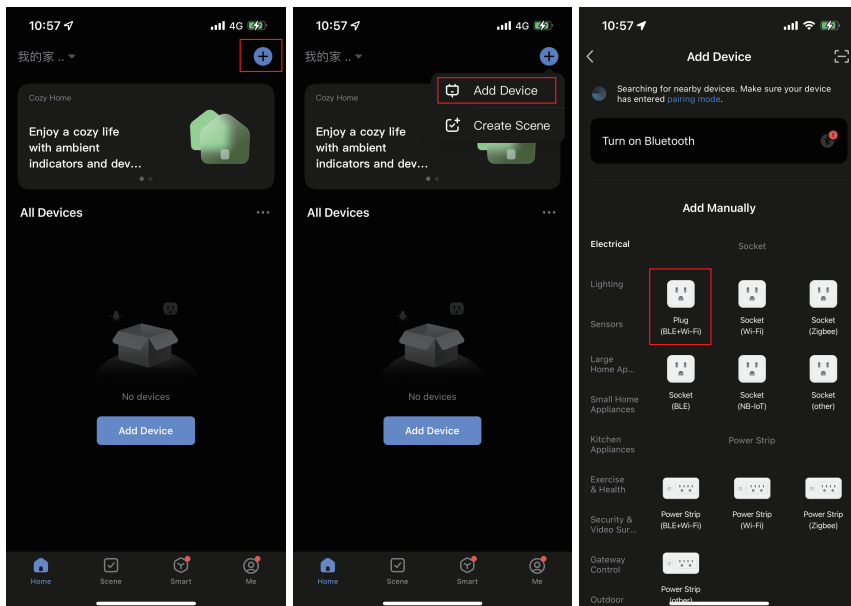 10:57
4G
我的家 ..
Cozy Home
Enjoy a cozy life
with ambient
indicators and dev...
All Devices
No devices
Add Device
Home
Scene
Smart
Me
10:57
4G
我的家 ..
Add Device
Create Scene
Cozy Home
Enjoy a cozy life
with ambient
indicators and dev...
All Devices
No devices
Add Device
Home
Scene
Smart
Me
10:57
Add Device
Searching for nearby devices. Make sure your device
has entered pairing mode.
Turn on Bluetooth
Add Manually
Electrical
Lighting
Sensors
Large
Home Ap...
Small Home
Appliances
Kitchen
Appliances
Exercise
& Health
Security &
Video Sur...
Gateway
Control
Outdoor
Socket
Plug
(BLE+Wi-Fi)
Socket
(Wi-Fi)
Socket
(Zigbee)
Socket
(BLE)
Socket
(NB-IoT)
Socket
(other)
Power Strip
Power Strip
(BLE+Wi-Fi)
Power Strip
(Wi-Fi)
Power Strip
(Zigbee)
Power Strip
(other)